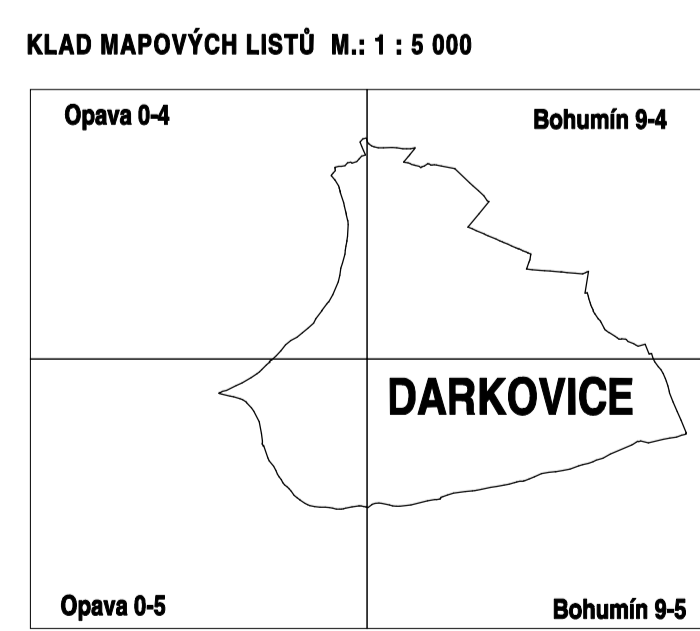 KLAD MAPOVÝCH LISTŮ M.: 1 : 5 000
Opava 0-4
Bohumín 9-4
DARKOVICE
Opava 0-5
Bohumín 9-5